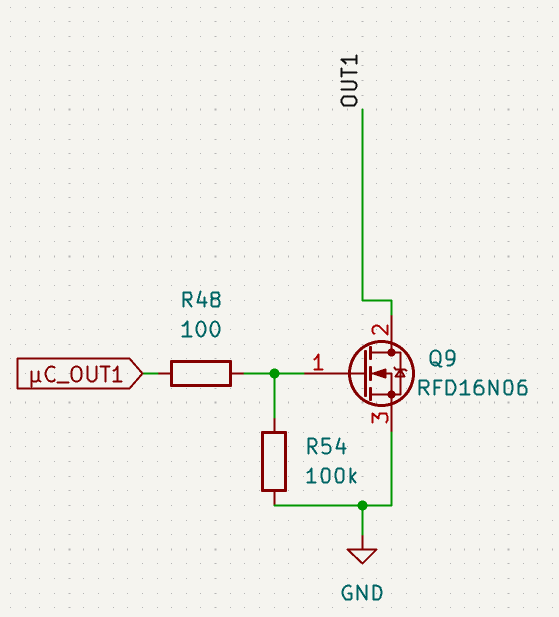 OUT1
R48
100
µC_OUT1
1
2
Q9
RFD16N06
3
R54
100k
GND